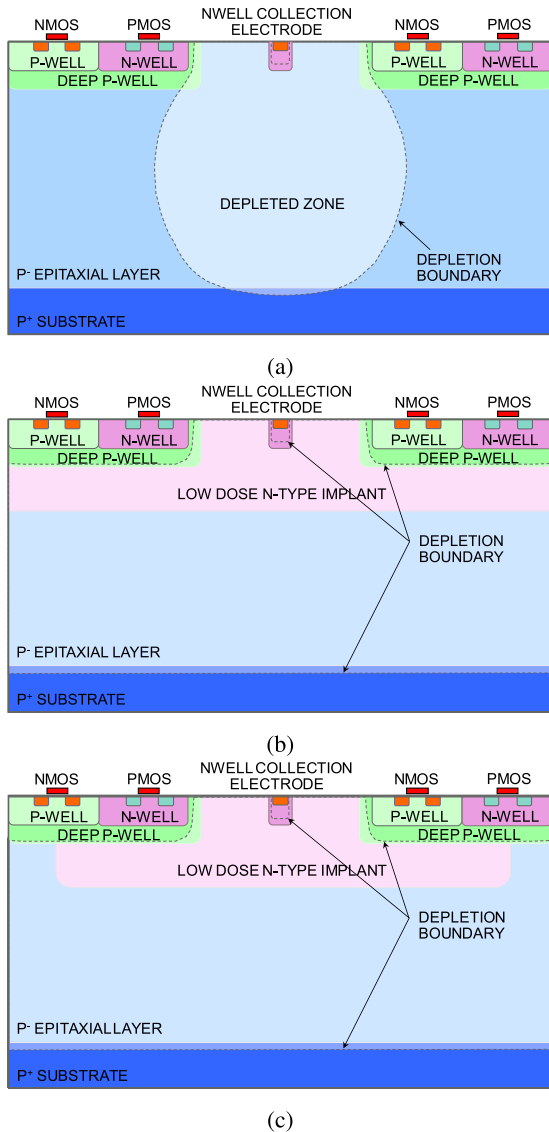 NWELL COLLECTION
ELECTRODE
NMOS PMOS NMOS PMOS
P-WELL N-WELL P-WELL N-WELL
DEEP P-WELL DEEP P-WELL
DEPLETED ZONE
DEPLETION
BOUNDARY
P- EPITAXIAL LAYER
P+ SUBSTRATE
(a)
NWELL COLLECTION
ELECTRODE
NMOS PMOS NMOS PMOS
P-WELL N-WELL P-WELL N-WELL
DEEP P-WELL DEEP P-WELL
LOW DOSE N-TYPE IMPLANT
DEPLETION
BOUNDARY
P- EPITAXIAL LAYER
P+ SUBSTRATE
(b)
NWELL COLLECTION
ELECTRODE
NMOS PMOS NMOS PMOS
P-WELL N-WELL P-WELL N-WELL
DEEP P-WELL DEEP P-WELL
LOW DOSE N-TYPE IMPLANT
DEPLETION
BOUNDARY
P- EPITAXIAL LAYER
P+ SUBSTRATE
(c)